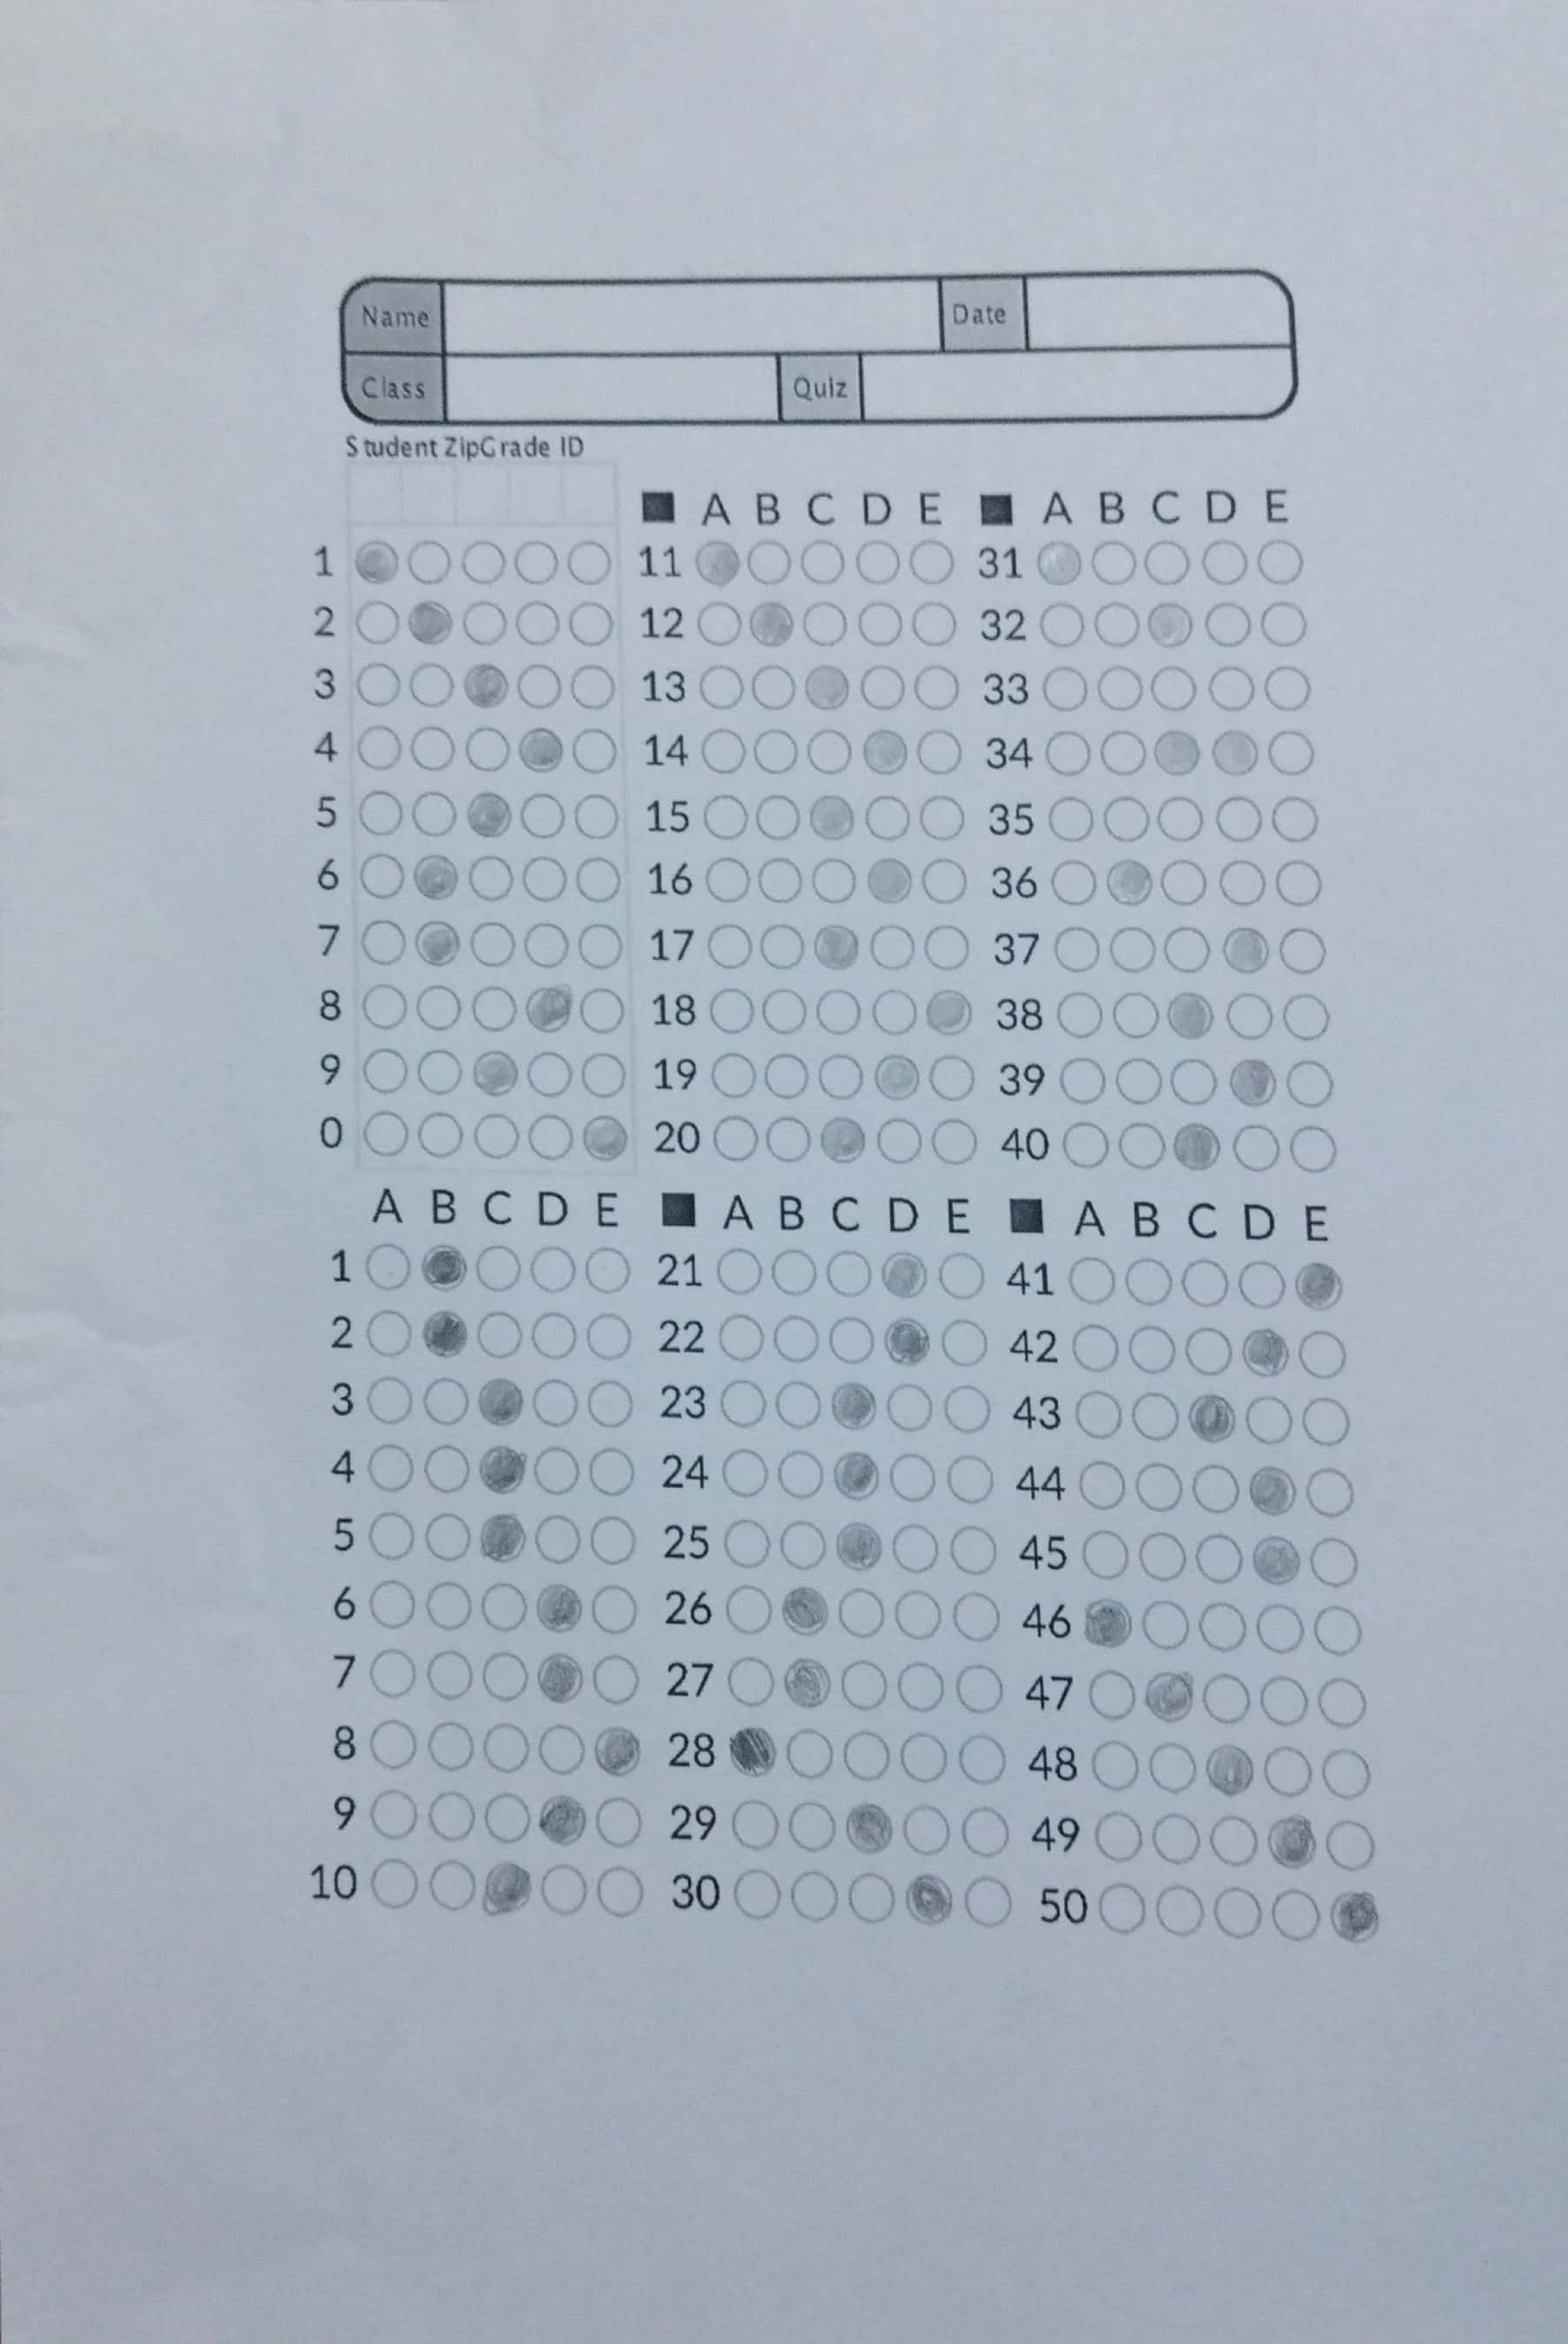 Name Date
Class Quiz
Student ZipGrade ID
■ A B C D E ■ A B C D E
1 11 31
2 12 32
3 13 33
4 14 34
5 15 35
6 16 36
7 17 37
8 18 38
9 19 39
0 20 40
A B C D E ■ A B C D E ■ A B C D E
1 21 41
2 22 42
3 23 43
4 24 44
5 25 45
6 26 46
7 27 47
8 28 48
9 29 49
10 30 50